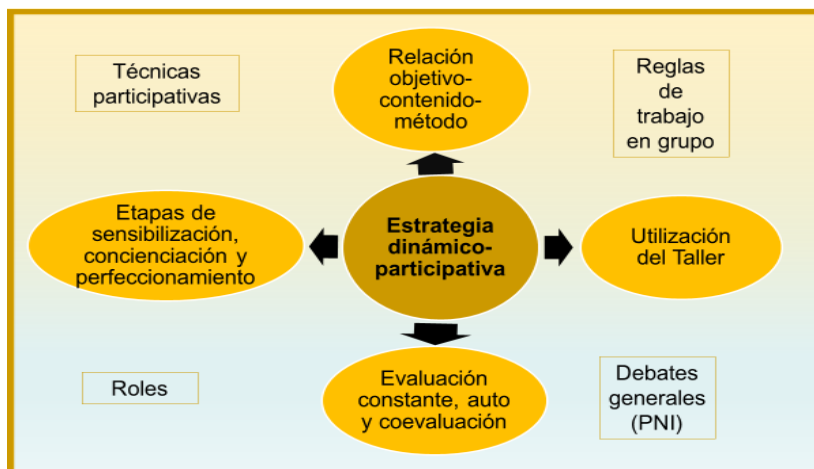 Técnicas
participativas
Relación
objetivo-
contenido-
método
Reglas
de
trabajo
en grupo
Etapas de
sensibilización,
concienciación y
perfeccionamiento
Estrategia
dinámico-
participativa
Utilización
del Taller
Roles
Evaluación
constante, auto
y coevaluación
Debates
generales
(PNI)